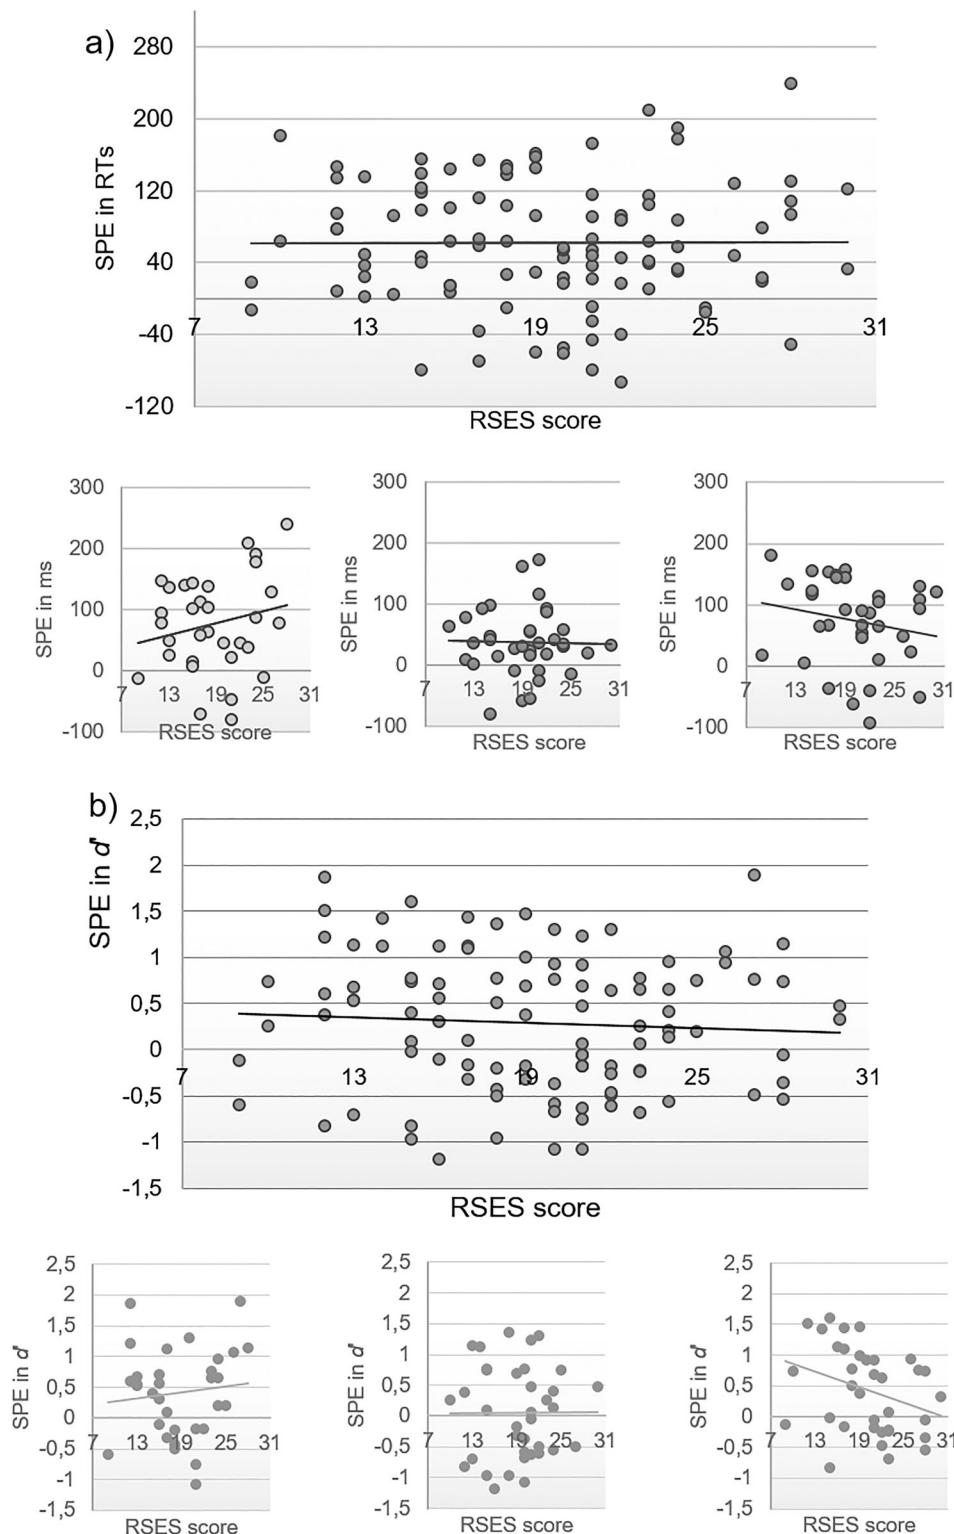 a)
280
200
120
40
-40
-120
SPE in RTs
7 13 19 25 31
RSES score
300
200
100
0
-100
SPE in ms
7 13 19 25 31
RSES score
300
200
100
0
-100
SPE in ms
7 13 19 25 31
RSES score
300
200
100
0
-100
SPE in ms
7 13 19 25 31
RSES score
b)
2,5
2
1,5
1
0,5
0
-0,5
-1
-1,5
SPE in d'
7 13 19 25 31
RSES score
2,5
2
1,5
1
0,5
0
-0,5
-1
-1,5
SPE in d'
7 13 19 25 31
RSES score
2,5
2
1,5
1
0,5
0
-0,5
-1
-1,5
SPE in d'
7 13 19 25 31
RSES score
2,5
2
1,5
1
0,5
0
-0,5
-1
-1,5
SPE in d'
7 13 19 25 31
RSES score